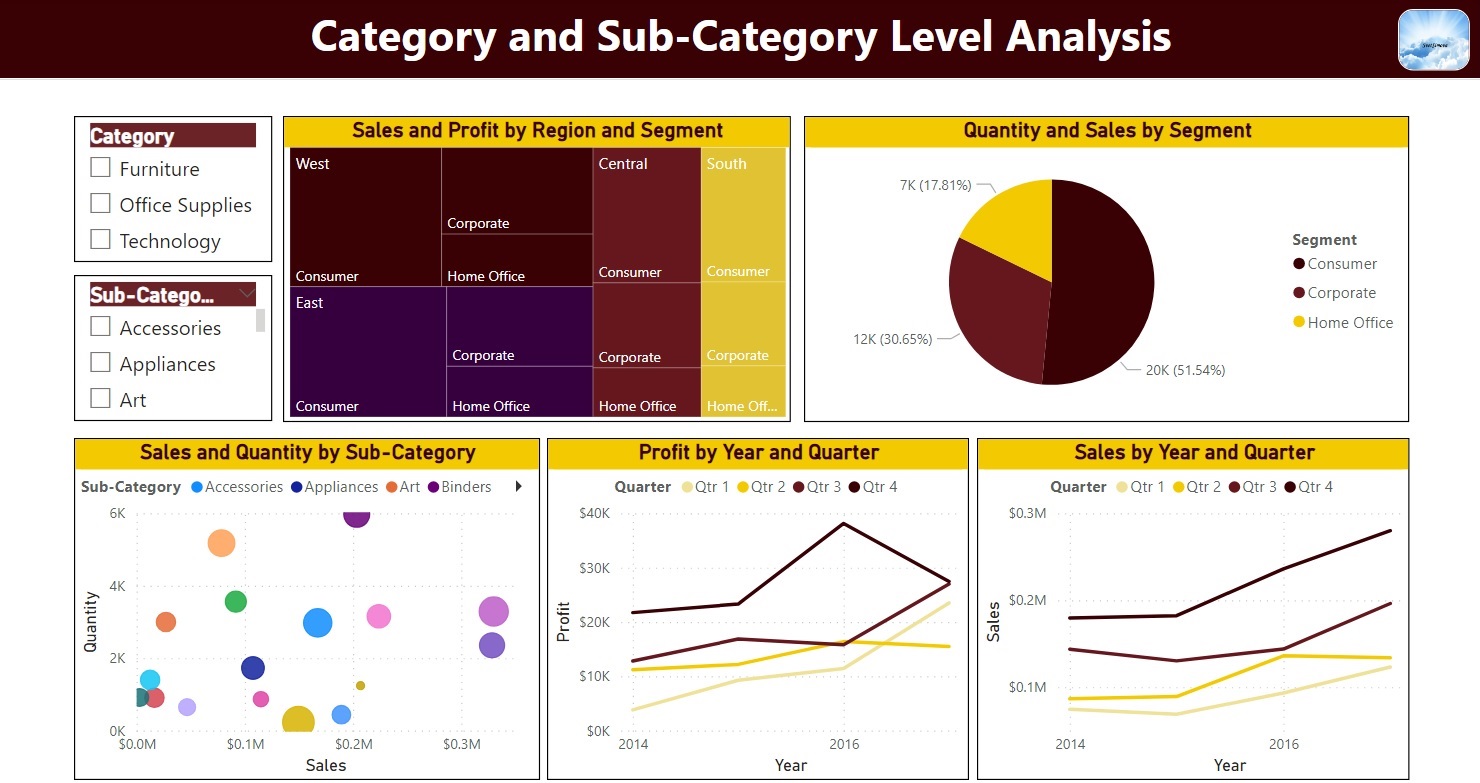 Category and Sub-Category Level Analysis
Category
Furniture
Office Supplies
Technology
Sub-Catego...
Accessories
Appliances
Art
Sales and Profit by Region and Segment
West
Consumer
Corporate
Home Office
East
Consumer
Corporate
Home Office
Central
Consumer
Corporate
Home Office
South
Consumer
Corporate
Home Off...
Quantity and Sales by Segment
7K (17.81%)
12K (30.65%)
20K (51.54%)
Segment
Consumer
Corporate
Home Office
Sales and Quantity by Sub-Category
Sub-Category Accessories Appliances Art Binders
Quantity
6K
4K
2K
0K
$0.0M $0.1M $0.2M $0.3M
Sales
Profit by Year and Quarter
Quarter Qtr 1 Qtr 2 Qtr 3 Qtr 4
Profit
$40K
$30K
$20K
$10K
$0K
2014 2016
Year
Sales by Year and Quarter
Quarter Qtr 1 Qtr 2 Qtr 3 Qtr 4
Sales
$0.3M
$0.2M
$0.1M
2014 2016
Year